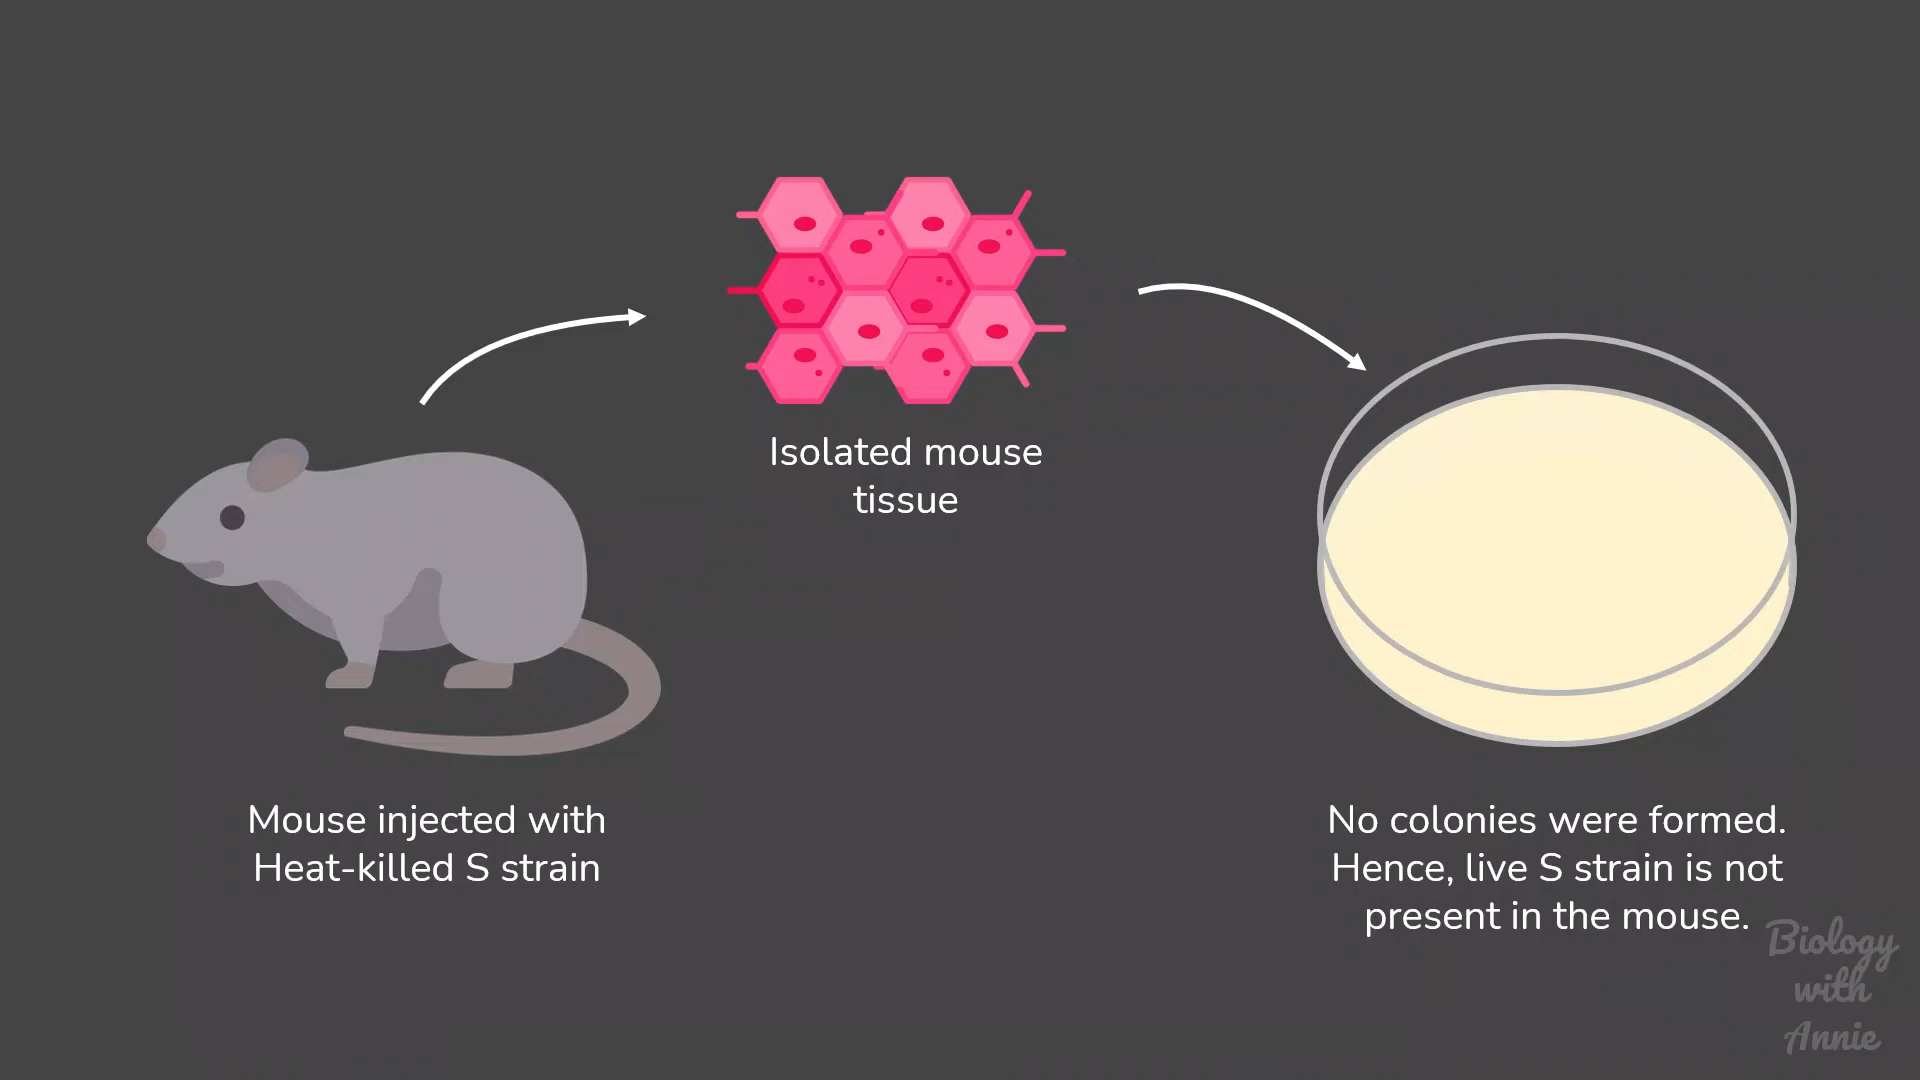 Isolated mouse
tissue
Mouse injected with
Heat-killed S strain
No colonies were formed.
Hence, live S strain is not
present in the mouse.
Biology
with
Annie